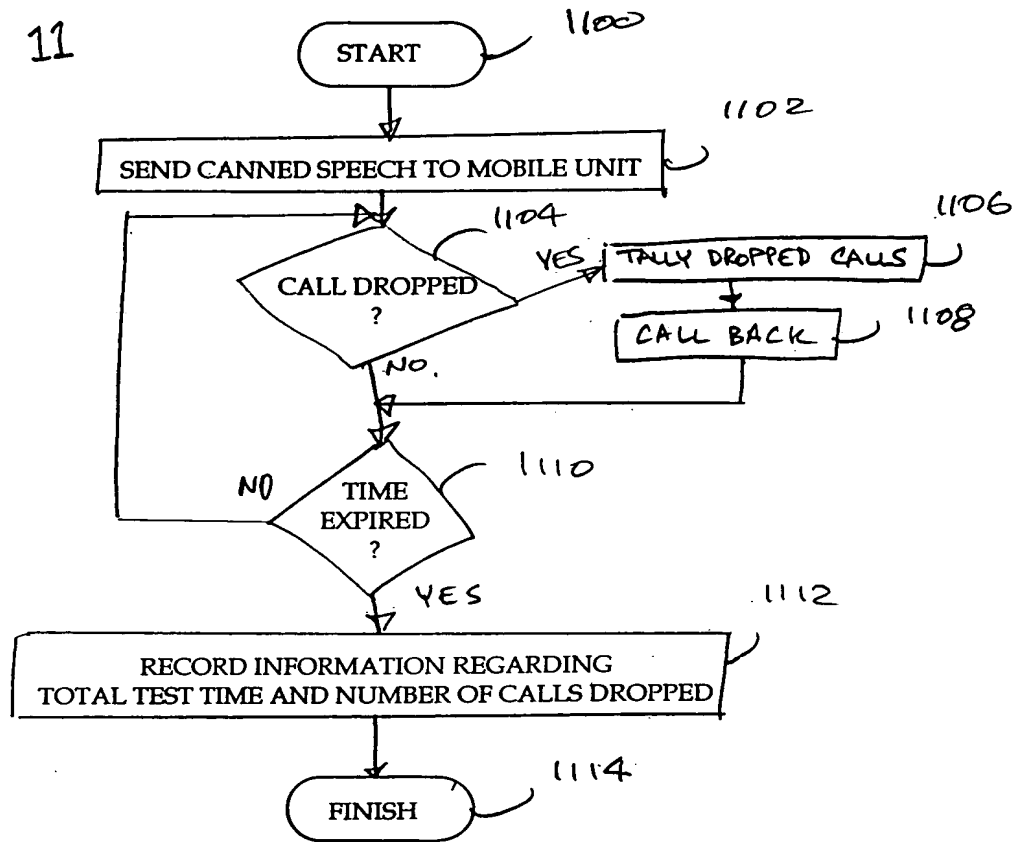 11
START
1100
1102
SEND CANNED SPEECH TO MOBILE UNIT
1104
1106
CALL DROPPED
?
YES
TALLY DROPPED CALLS
1108
CALL BACK
NO.
1110
NO
TIME
EXPIRED
?
YES
1112
RECORD INFORMATION REGARDING
TOTAL TEST TIME AND NUMBER OF CALLS DROPPED
1114
FINISH